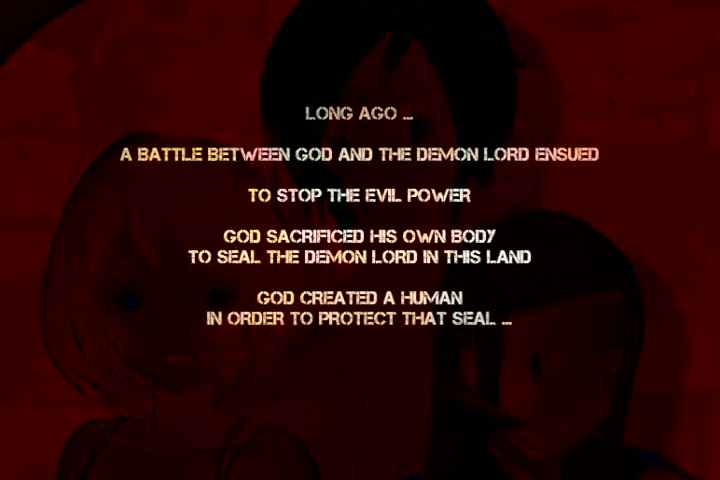 LONG AGO ...
A BATTLE BETWEEN GOD AND THE DEMON LORD ENSUED
TO STOP THE EVIL POWER
GOD SACRIFICED HIS OWN BODY
TO SEAL THE DEMON LORD IN THIS LAND
GOD CREATED A HUMAN
IN ORDER TO PROTECT THAT SEAL ...